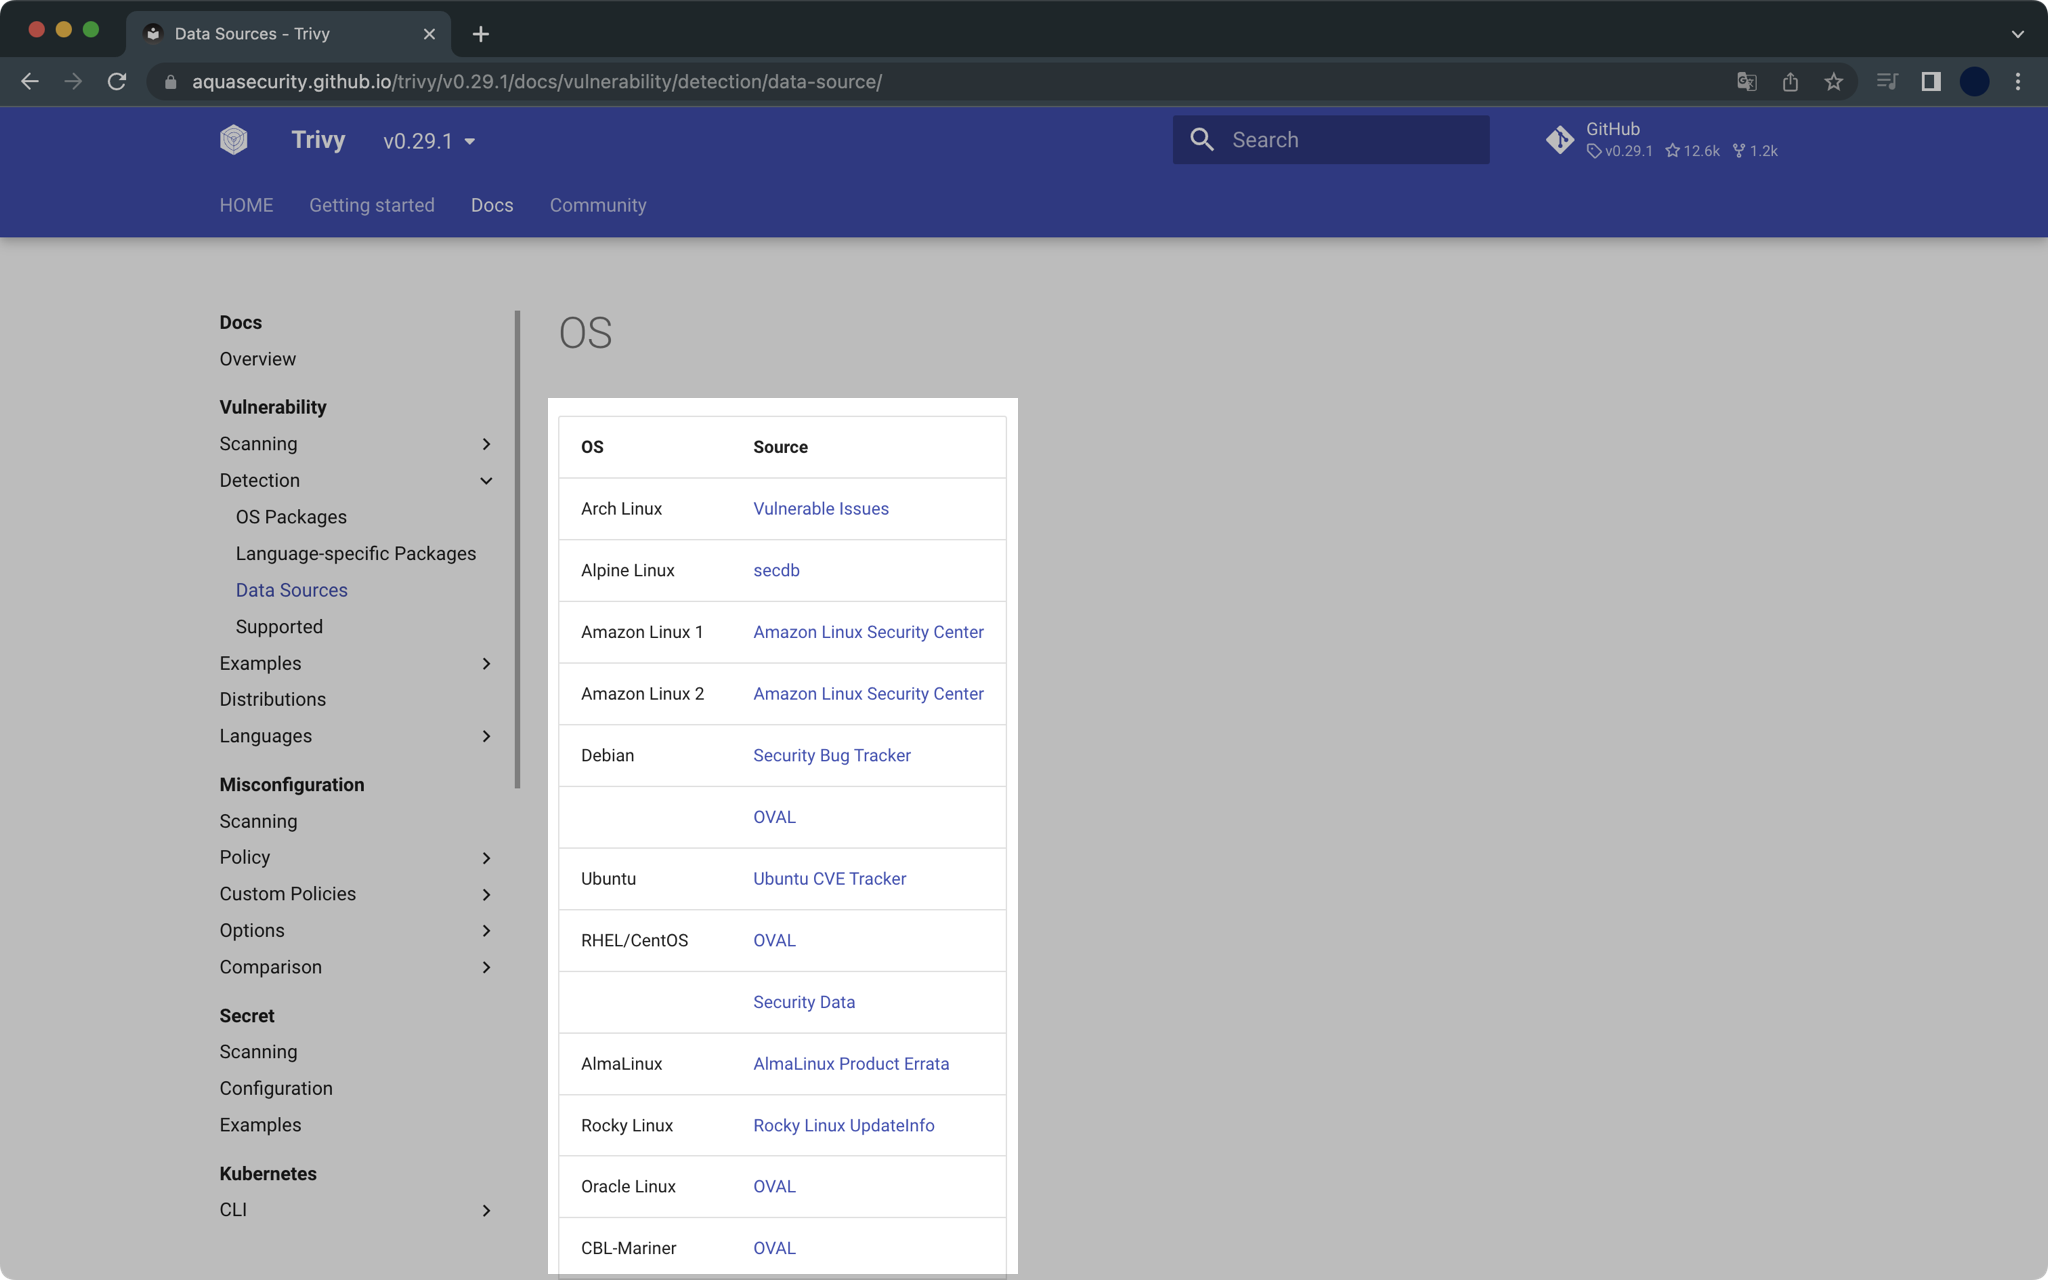 Data Sources - Trivy
aquasecurity.github.io/trivy/v0.29.1/docs/vulnerability/detection/data-source/
Trivy
v0.29.1
Search
GitHub
v0.29.1 12.6k 1.2k
HOME Getting started Docs Community
Docs
Overview
Vulnerability
Scanning
Detection
OS Packages
Language-specific Packages
Data Sources
Supported
Examples
Distributions
Languages
Misconfiguration
Scanning
Policy
Custom Policies
Options
Comparison
Secret
Scanning
Configuration
Examples
Kubernetes
CLI
OS
OS Source
Arch Linux Vulnerable Issues
Alpine Linux secdb
Amazon Linux 1 Amazon Linux Security Center
Amazon Linux 2 Amazon Linux Security Center
Debian Security Bug Tracker
OVAL
Ubuntu Ubuntu CVE Tracker
RHEL/CentOS OVAL
Security Data
AlmaLinux AlmaLinux Product Errata
Rocky Linux Rocky Linux UpdateInfo
Oracle Linux OVAL
CBL-Mariner OVAL